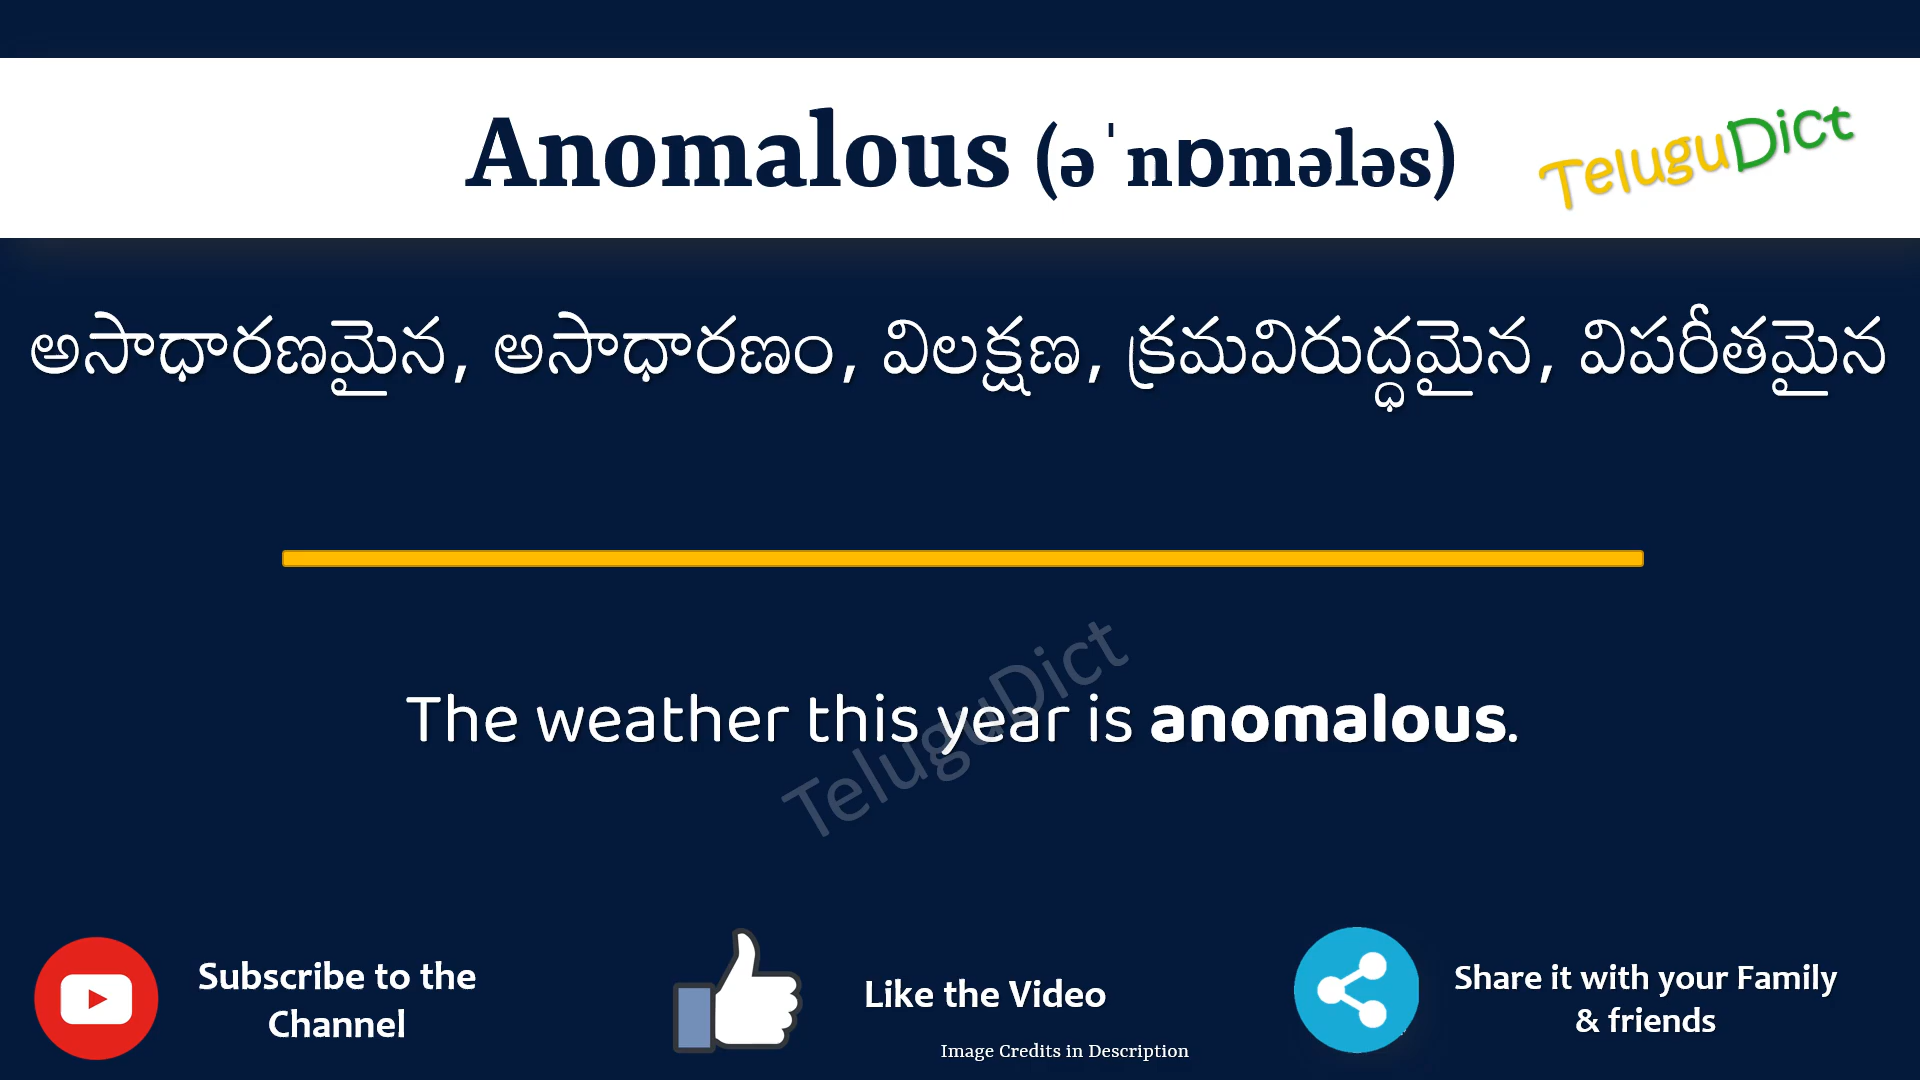 Anomalous (əˈnɒmələs)
TeluguDict
అసాధారణమైన, అసాధారణం, విలక్షణ, క్రమవిరుద్ధమైన, విపరీతమైన
The weather this year is anomalous.
TeluguDict
Subscribe to the
Channel
Like the Video
Share it with your Family
& friends
Image Credits in Description